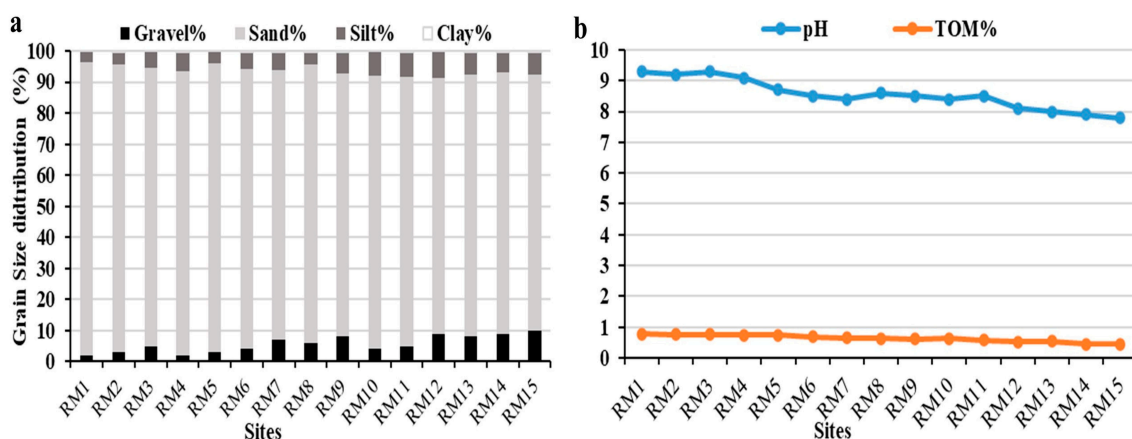 a
Gravel% Sand% Silt% Clay%
Grain Size didtribution (%)
100
90
80
70
60
50
40
30
20
10
0
RM1 RM2 RM3 RM4 RM5 RM6 RM7 RM8 RM9 RM10 RM11 RM12 RM13 RM14 RM15
Sites
b
pH TOM%
10
9
8
7
6
5
4
3
2
1
0
RM1 RM2 RM3 RM4 RM5 RM6 RM7 RM8 RM9 RM10 RM11 RM12 RM13 RM14 RM15
Sites